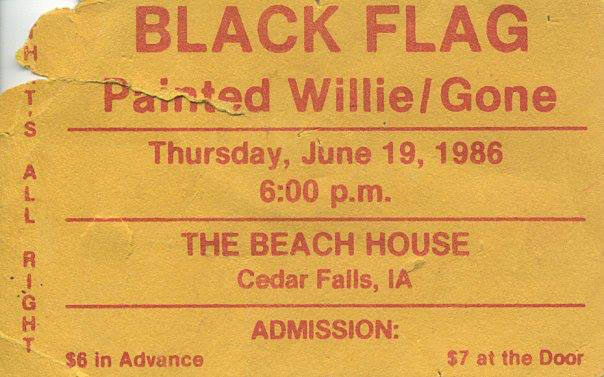 BLACK FLAG
Painted Willie/Gone
Thursday, June 19, 1986
6:00 p.m.
THE BEACH HOUSE
Cedar Falls, IA
ADMISSION:
$6 in Advance
$7 at the Door
T'S ALL RIGHT